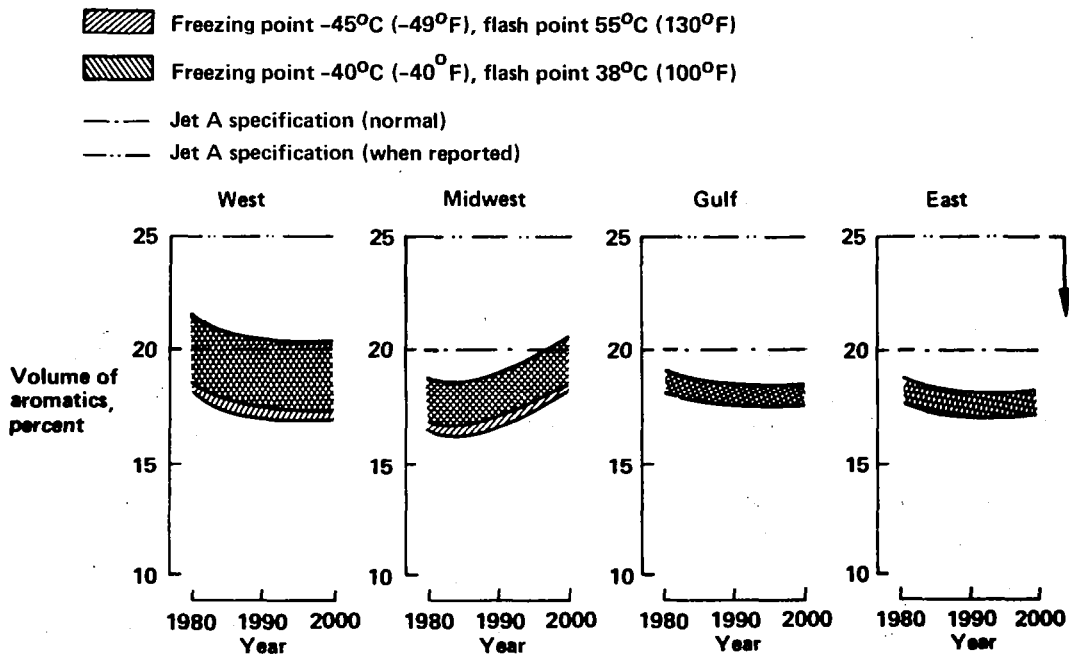 Freezing point –45°C (–49°F), flash point 55°C (130°F)
Freezing point –40°C (–40°F), flash point 38°C (100°F)
Jet A specification (normal)
Jet A specification (when reported)
West
Midwest
Gulf
East
Volume of
aromatics,
percent
25
20
15
10
1980 1990 2000
Year
25
20
15
10
1980 1990 2000
Year
25
20
15
10
1980 1990 2000
Year
25
20
15
10
1980 1990 2000
Year